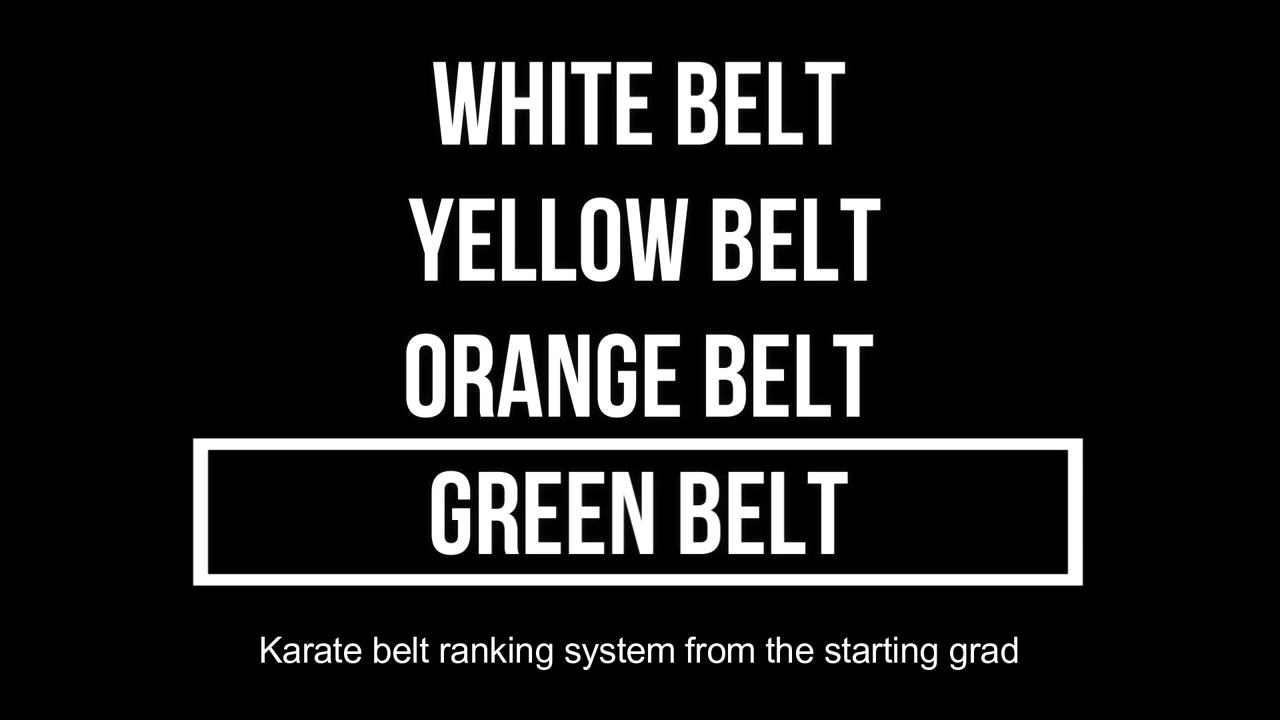 WHITE BELT
YELLOW BELT
ORANGE BELT
GREEN BELT
Karate belt ranking system from the starting grad